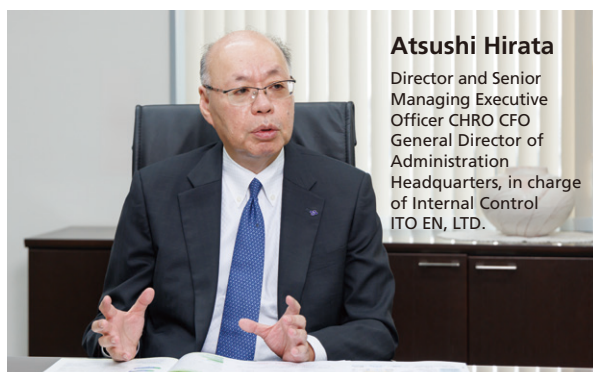 Atsushi Hirata
Director and Senior
Managing Executive
Officer CHRO CFO
General Director of
Administration
Headquarters, in charge
of Internal Control
ITO EN, LTD.